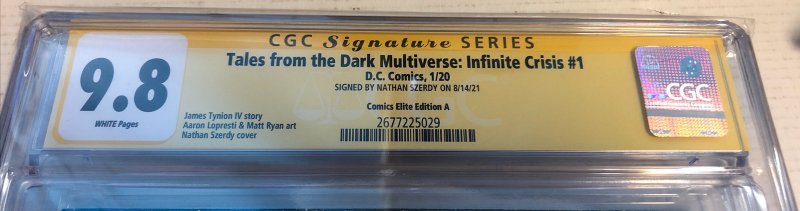 CGC Signature SERIES
Tales from the Dark Multiverse: Infinite Crisis #1
D.C. Comics, 1/20
SIGNED BY NATHAN SZERDY ON 8/14/21
Comics Elite Edition A
9.8
WHITE Pages
James Tynion IV story
Aaron Lopresti & Matt Ryan art
Nathan Szerdy cover
2677225029
CGC